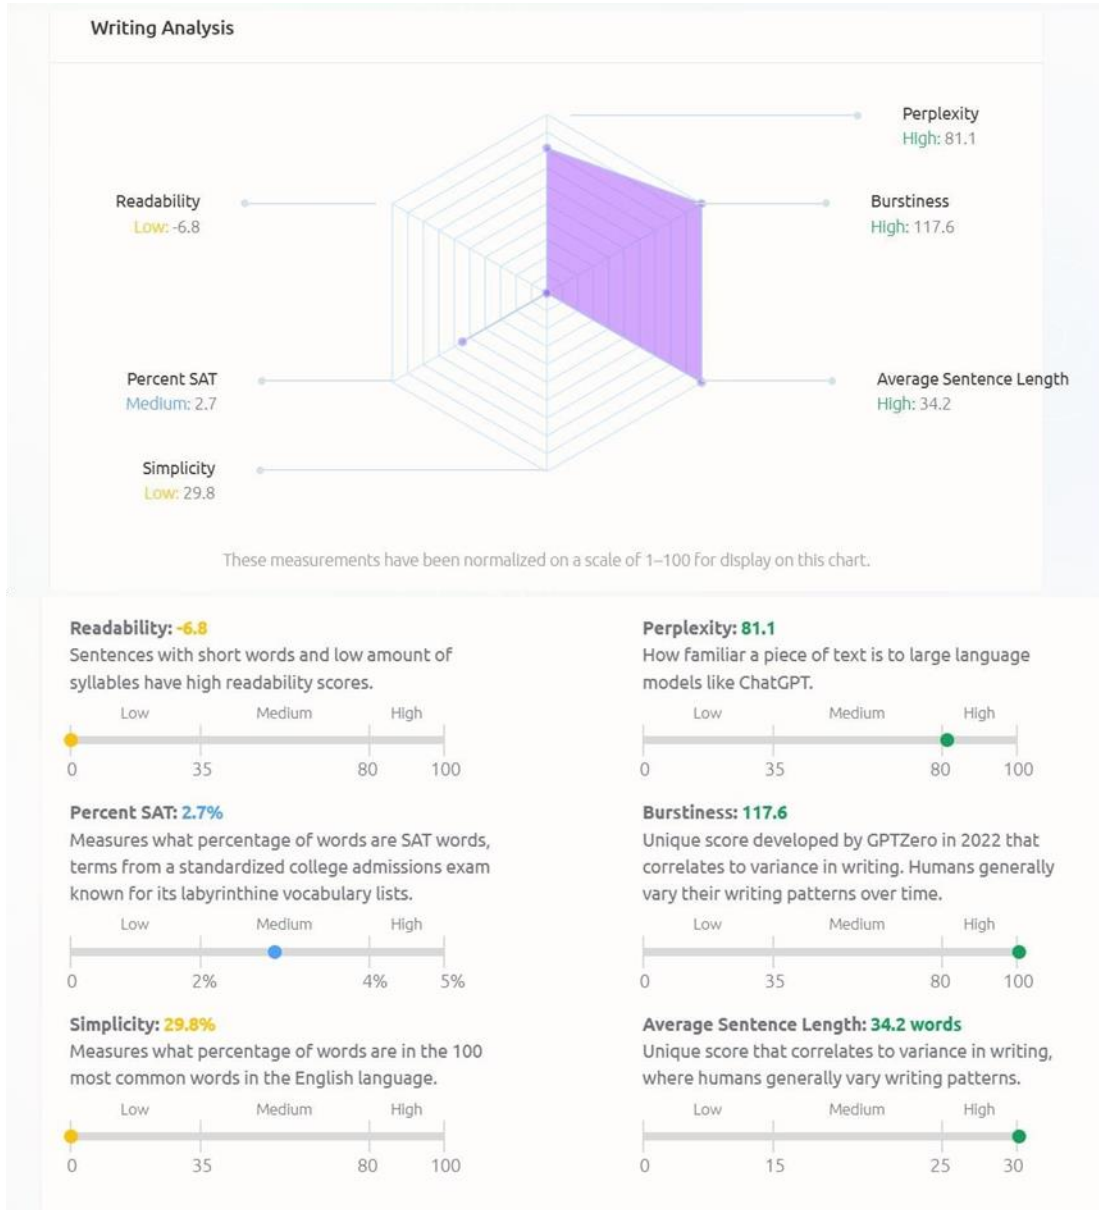 Writing Analysis
Perplexity
High: 81.1
Readability
Low: -6.8
Burstiness
High: 117.6
Percent SAT
Medium: 2.7
Average Sentence Length
High: 34.2
Simplicity
Low: 29.8
These measurements have been normalized on a scale of 1–100 for display on this chart.
Readability: -6.8
Sentences with short words and low amount of
syllables have high readability scores.
Low Medium High
0 35 80 100
Perplexity: 81.1
How familiar a piece of text is to large language
models like ChatGPT.
Low Medium High
0 35 80 100
Percent SAT: 2.7%
Measures what percentage of words are SAT words,
terms from a standardized college admissions exam
known for its labyrinthine vocabulary lists.
Low Medium High
0 2% 4% 5%
Burstiness: 117.6
Unique score developed by GPTZero in 2022 that
correlates to variance in writing. Humans generally
vary their writing patterns over time.
Low Medium High
0 35 80 100
Simplicity: 29.8%
Measures what percentage of words are in the 100
most common words in the English language.
Low Medium High
0 35 80 100
Average Sentence Length: 34.2 words
Unique score that correlates to variance in writing,
where humans generally vary writing patterns.
Low Medium High
0 15 25 30